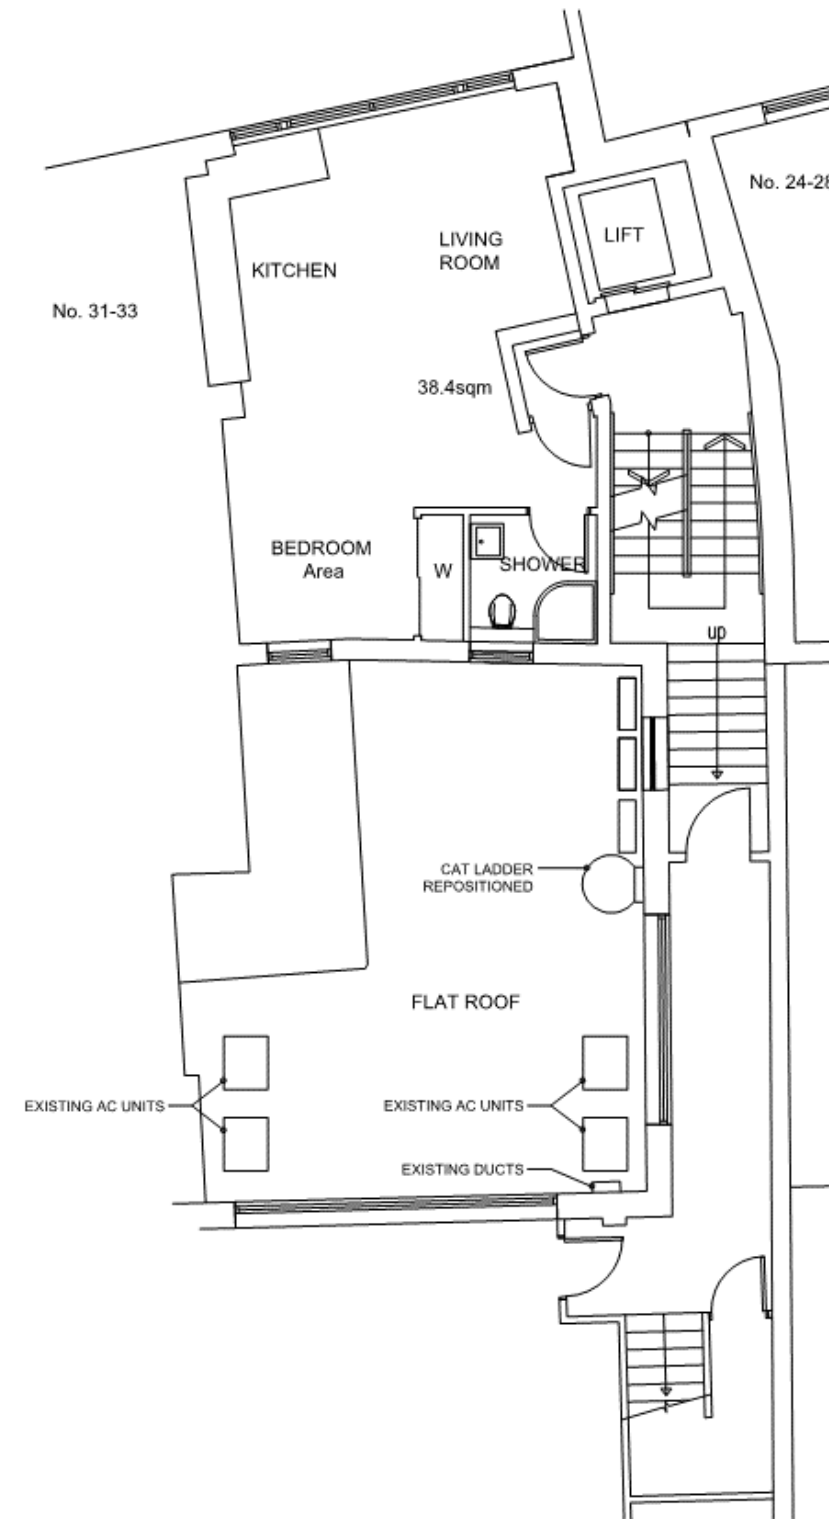 No. 24-28
LIFT
LIVING
ROOM
KITCHEN
No. 31-33
38.4sqm
BEDROOM
Area
W
SHOWER
up
CAT LADDER
REPOSITIONED
FLAT ROOF
EXISTING AC UNITS
EXISTING AC UNITS
EXISTING DUCTS